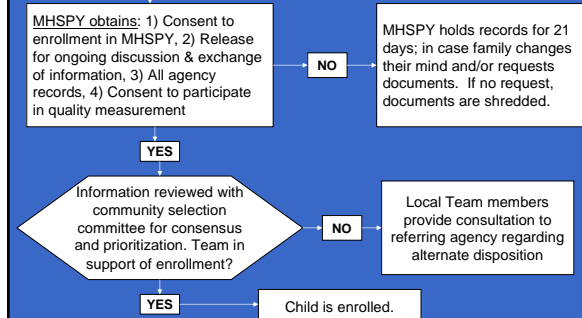 MHSPY obtains: 1) Consent to
enrollment in MHSPY, 2) Release
for ongoing discussion & exchange
of information, 3) All agency
records, 4) Consent to participate
in quality measurement
NO
MHSPY holds records for 21
days; in case family changes
their mind and/or requests
documents.  If no request,
documents are shredded.
YES
Information reviewed with
community selection
committee for consensus
and prioritization. Team in
support of enrollment?
NO
Local Team members
provide consultation to
referring agency regarding
alternate disposition
YES
Child is enrolled.